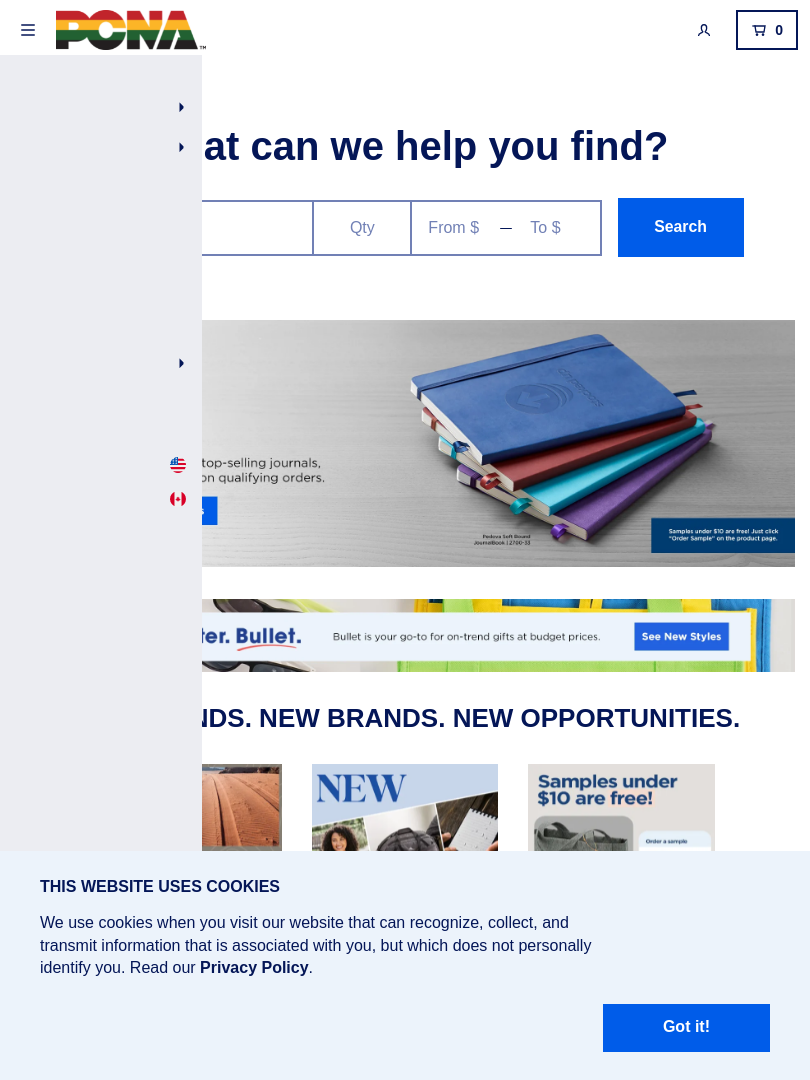 PCNA
0
at can we help you find?
Qty
From $ — To $
Search
top-selling journals,
on qualifying orders.
Pedova Soft Bound
JournalBook | 2700-33
Samples under $10 are free! Just click
"Order Sample" on the product page.
ter. Bullet.
Bullet is your go-to for on-trend gifts at budget prices.
See New Styles
NDS. NEW BRANDS. NEW OPPORTUNITIES.
NEW
Samples under
$10 are free!
Order a sample
THIS WEBSITE USES COOKIES
We use cookies when you visit our website that can recognize, collect, and
transmit information that is associated with you, but which does not personally
identify you. Read our Privacy Policy.
Got it!